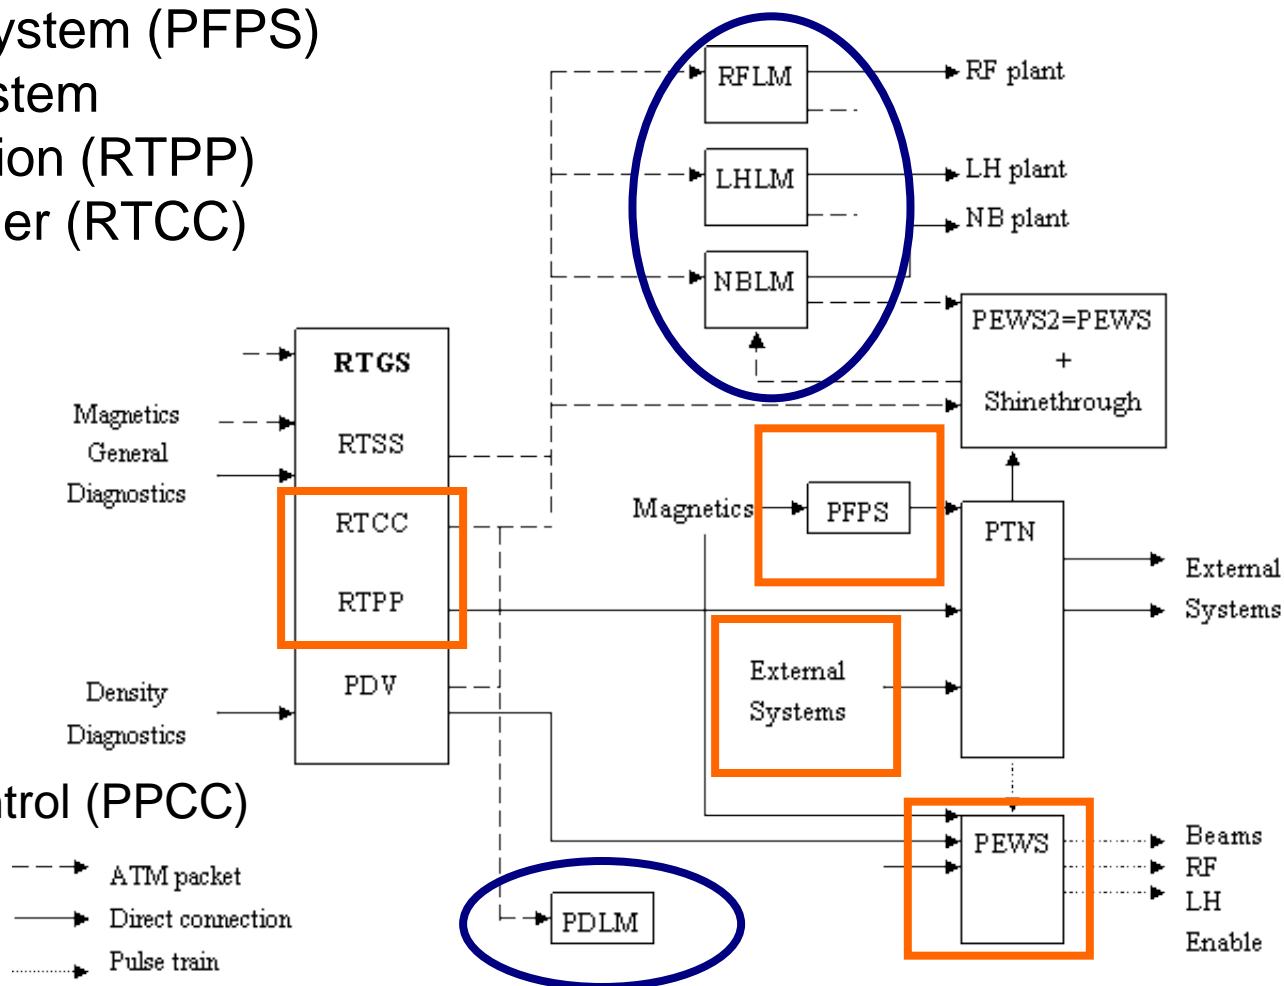 ystem (PFPS)
stem
ion (RTPP)
er (RTCC)
RFLM
RF plant
LHLM
LH plant
NB plant
NBLM
PEWS2=PEWS
+
Shinethrough
RTGS
Magnetics
General
Diagnostics
RTSS
RTCC
RTPP
PDV
Density
Diagnostics
Magnetics
PFPS
PTN
External
Systems
External
Systems
ntrol (PPCC)
ATM packet
Direct connection
Pulse train
PDLM
PEWS
Beams
RF
LH
Enable